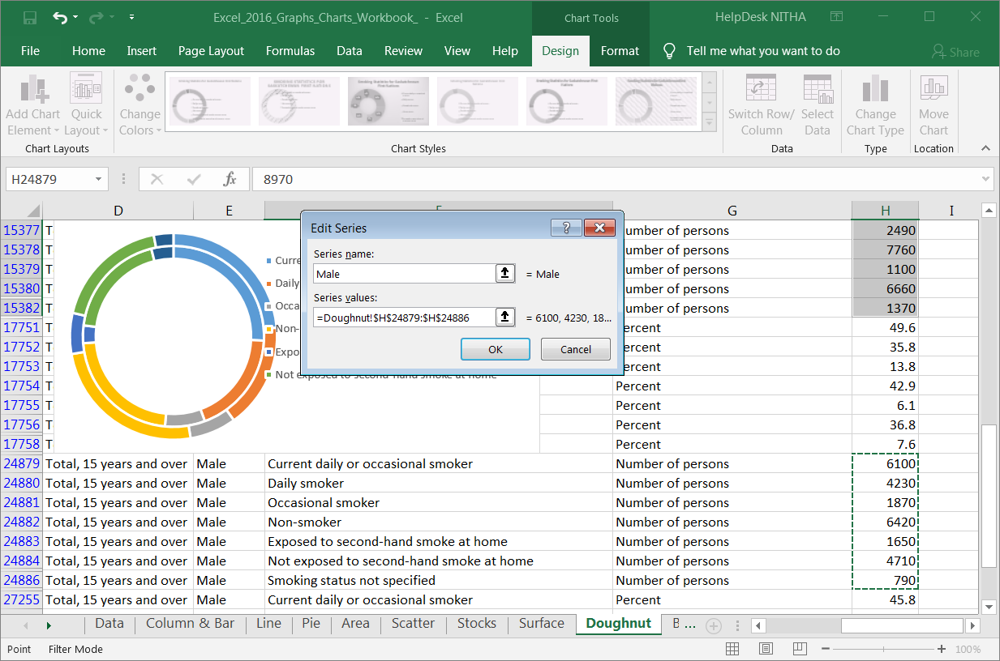 Excel_2016_Graphs_Charts_Workbook_ - Excel
Chart Tools
HelpDesk NITHA
File Home Insert Page Layout Formulas Data Review View Help Design Format Tell me what you want to do Share
Add Chart Element
Quick Layout
Change Colors
Switch Row/ Column
Select Data
Change Chart Type
Move Chart
Chart Layouts Chart Styles Data Type Location
H24879 fx 8970
D E F G H I
15377 T Number of persons 2490
15378 T Number of persons 7760
15379 T Number of persons 1100
15380 T Number of persons 6660
15382 T Number of persons 1370
17751 T Percent 49.6
17752 T Percent 35.8
17753 T Percent 13.8
17754 T Percent 42.9
17755 T Percent 6.1
17756 T Percent 36.8
17758 T Percent 7.6
Curre
Daily
Occa
Non-
Expo
Not exposed to second-hand smoke at home
Edit Series
?
Series name:
Male = Male
Series values:
=Doughnut!$H$24879:$H$24886 = 6100, 4230, 18...
OK Cancel
24879 Total, 15 years and over Male Current daily or occasional smoker Number of persons 6100
24880 Total, 15 years and over Male Daily smoker Number of persons 4230
24881 Total, 15 years and over Male Occasional smoker Number of persons 1870
24882 Total, 15 years and over Male Non-smoker Number of persons 6420
24883 Total, 15 years and over Male Exposed to second-hand smoke at home Number of persons 1650
24884 Total, 15 years and over Male Not exposed to second-hand smoke at home Number of persons 4710
24886 Total, 15 years and over Male Smoking status not specified Number of persons 790
27255 Total, 15 years and over Male Current daily or occasional smoker Percent 45.8
Data Column & Bar Line Pie Area Scatter Stocks Surface Doughnut B ...
Point Filter Mode 100%